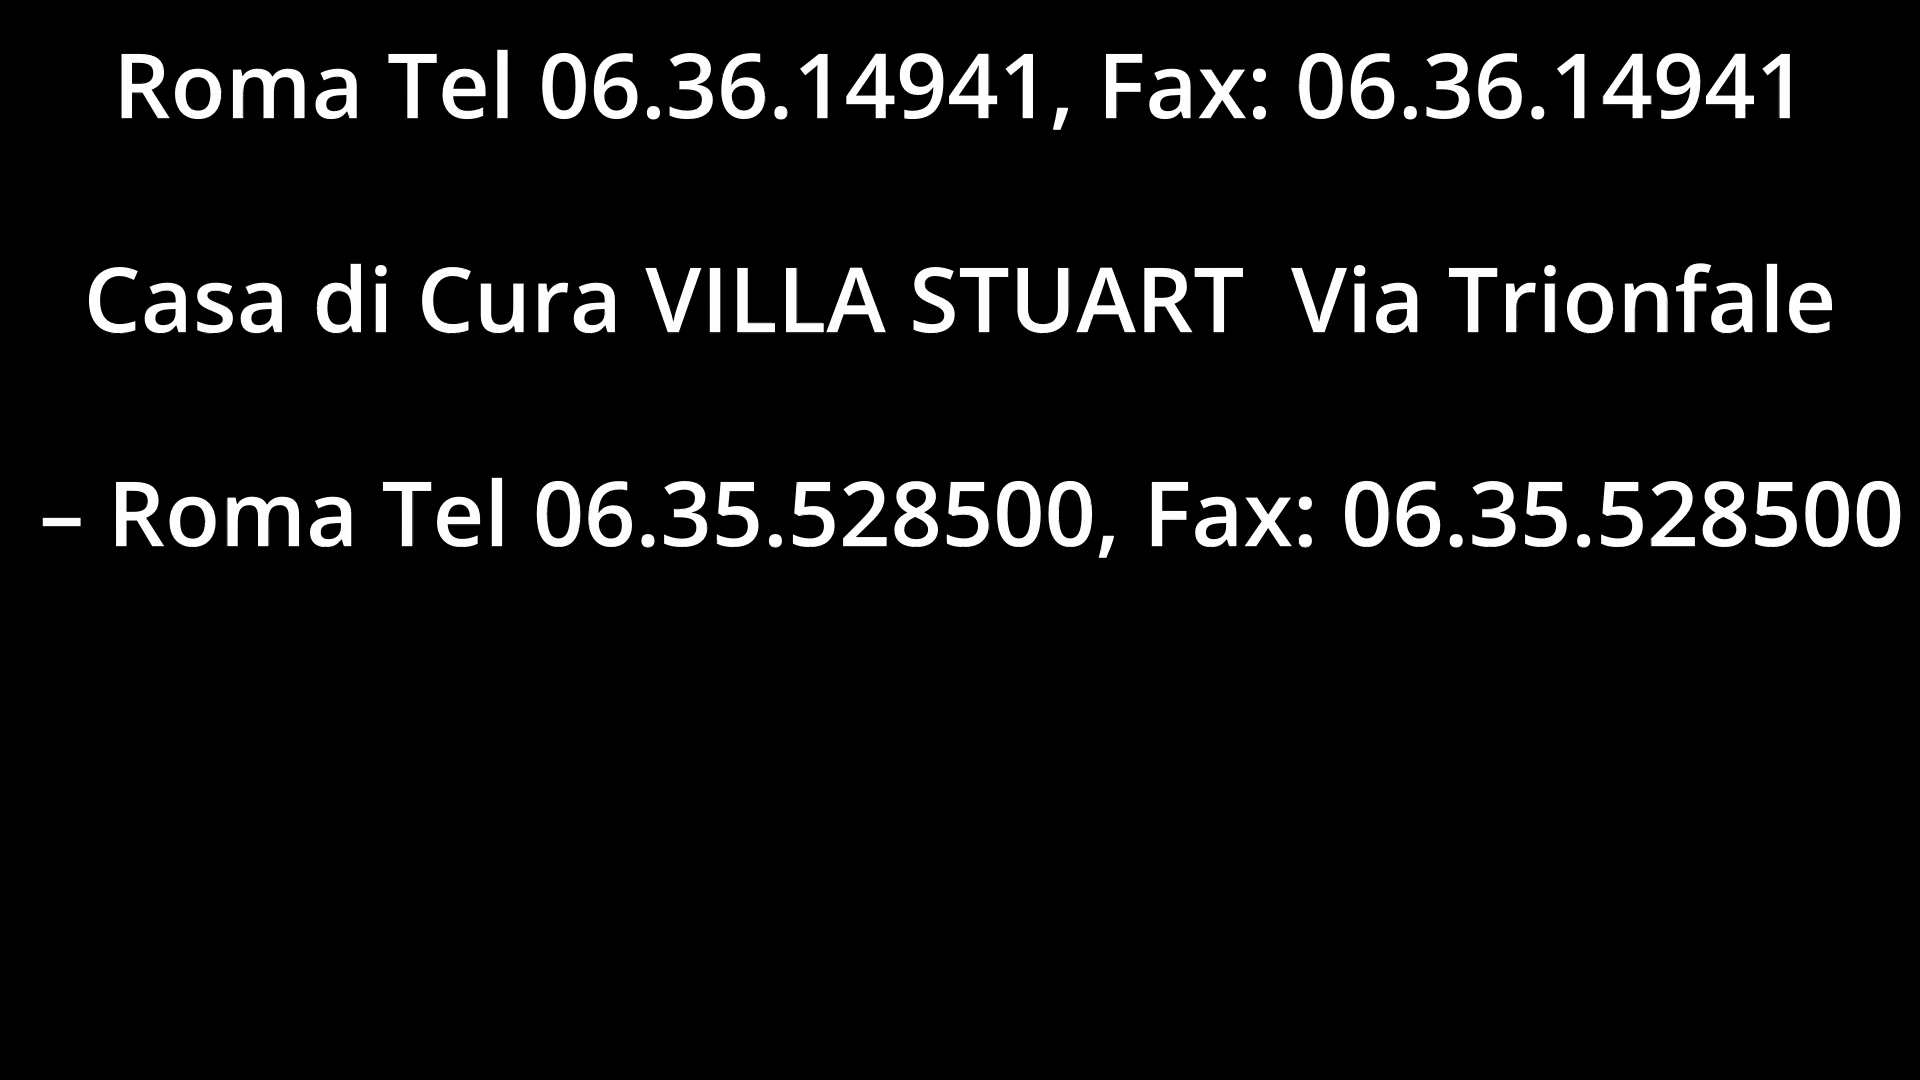 Roma Tel 06.36.14941, Fax: 06.36.14941
Casa di Cura VILLA STUART  Via Trionfale
– Roma Tel 06.35.528500, Fax: 06.35.528500